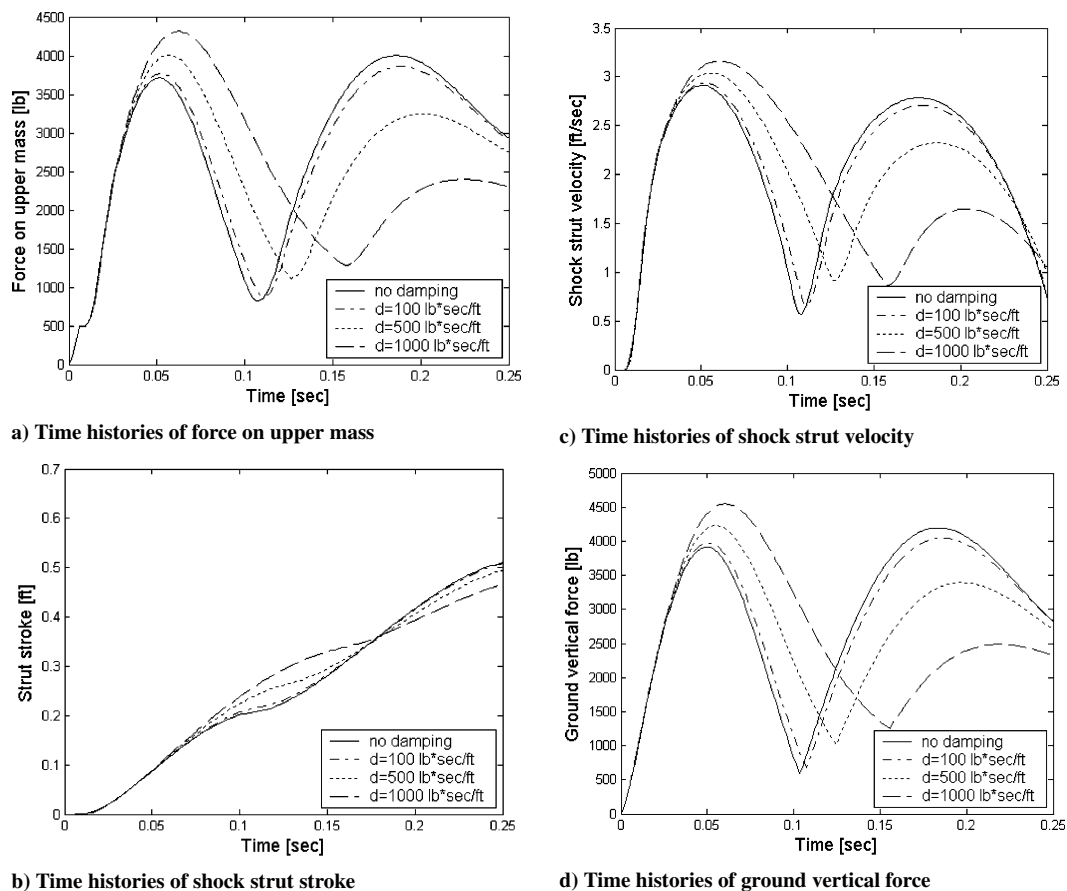 4500
4000
3500
3000
2500
2000
1500
1000
500
0
Force on upper mass [lb]
no damping
d=100 lb*sec/ft
d=500 lb*sec/ft
d=1000 lb*sec/ft
0 0.05 0.1 0.15 0.2 0.25
Time [sec]
a) Time histories of force on upper mass
3.5
3
2.5
2
1.5
1
0.5
0
Shock strut velocity [ft/sec]
no damping
d=100 lb*sec/ft
d=500 lb*sec/ft
d=1000 lb*sec/ft
0 0.05 0.1 0.15 0.2 0.25
Time [sec]
c) Time histories of shock strut velocity
0.7
0.6
0.5
0.4
0.3
0.2
0.1
0
Strut stroke [ft]
no damping
d=100 lb*sec/ft
d=500 lb*sec/ft
d=1000 lb*sec/ft
0 0.05 0.1 0.15 0.2 0.25
Time [sec]
b) Time histories of shock strut stroke
5000
4500
4000
3500
3000
2500
2000
1500
1000
500
0
Ground vertical force [lb]
no damping
d=100 lb*sec/ft
d=500 lb*sec/ft
d=1000 lb*sec/ft
0 0.05 0.1 0.15 0.2 0.25
Time [sec]
d) Time histories of ground vertical force